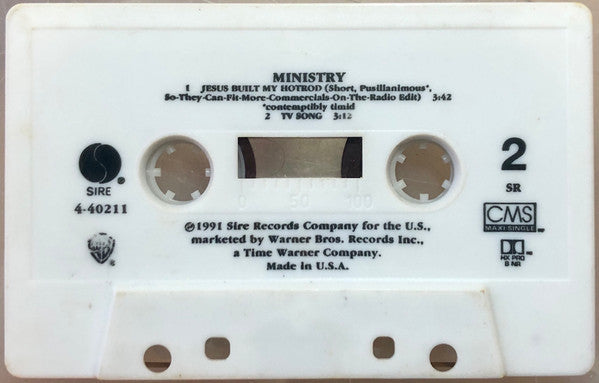 MINISTRY
1 JESUS BUILT MY HOTROD (Short, Pusillanimous*,
So-They-Can-Fit-More-Commercials-On-The-Radio Edit) 3:42
*contemptibly timid
2 TV SONG 3:12
2
SR
SIRE
4-40211
0 50 100
℗1991 Sire Records Company for the U.S.,
marketed by Warner Bros. Records Inc.,
a Time Warner Company.
Made in U.S.A.
CMS
MAXI SINGLE
HX PRO
B NR